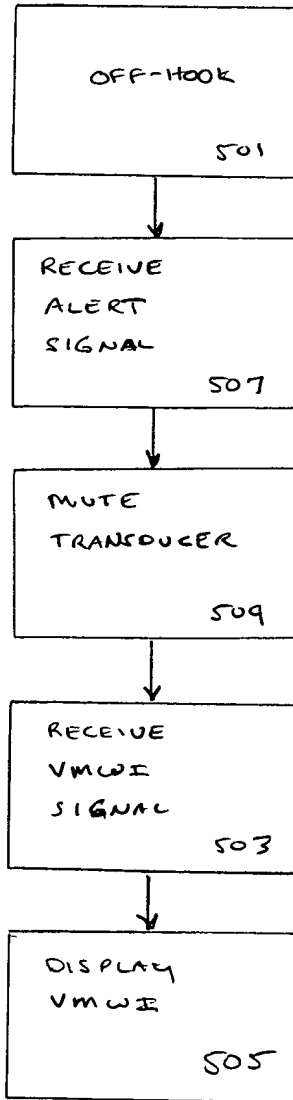 OFF-HOOK
501
RECEIVE
ALERT
SIGNAL
507
MUTE
TRANSDUCER
509
RECEIVE
VMWI
SIGNAL
503
DISPLAY
VMWI
505